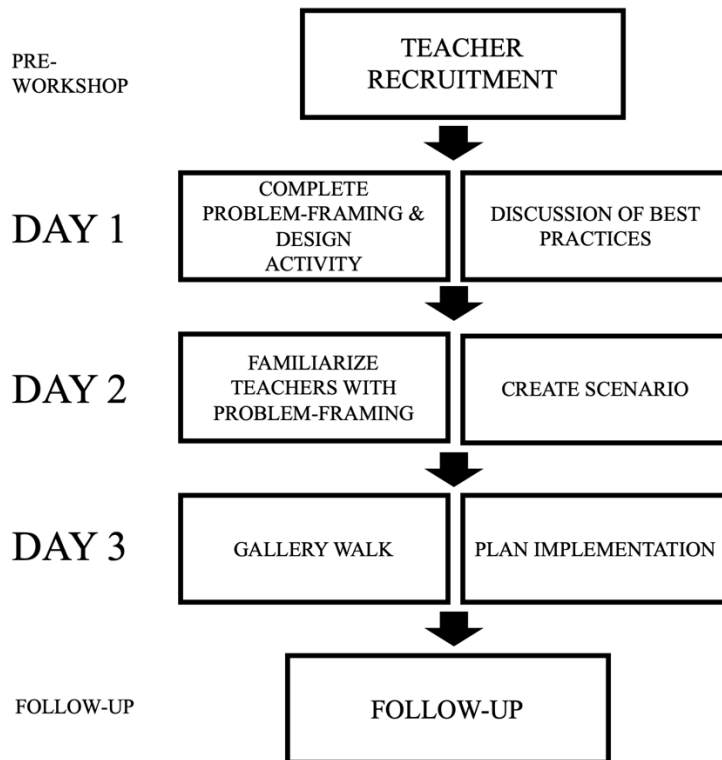 PRE-
WORKSHOP
TEACHER
RECRUITMENT
DAY 1
COMPLETE
PROBLEM-FRAMING &
DESIGN
ACTIVITY
DISCUSSION OF BEST
PRACTICES
DAY 2
FAMILIARIZE
TEACHERS WITH
PROBLEM-FRAMING
CREATE SCENARIO
DAY 3
GALLERY WALK
PLAN IMPLEMENTATION
FOLLOW-UP
FOLLOW-UP